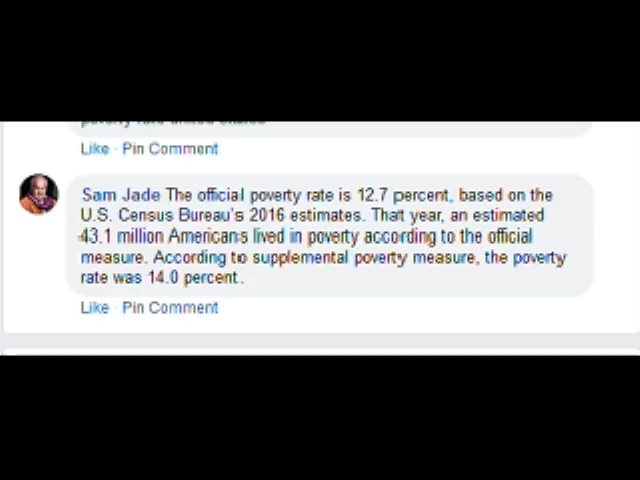 Like · Pin Comment
Sam Jade The official poverty rate is 12.7 percent, based on the
U.S. Census Bureau's 2016 estimates. That year, an estimated
43.1 million Americans lived in poverty according to the official
measure. According to supplemental poverty measure, the poverty
rate was 14.0 percent.
Like · Pin Comment